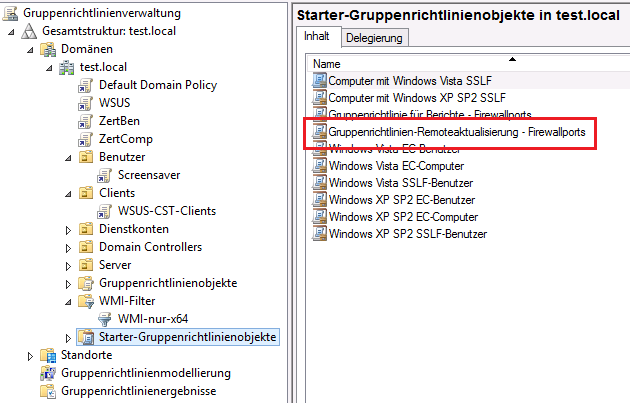 Gruppenrichtlinienverwaltung
Gesamtstruktur: test.local
Domänen
test.local
Default Domain Policy
WSUS
ZertBen
ZertComp
Benutzer
Screensaver
Clients
WSUS-CST-Clients
Dienstkonten
Domain Controllers
Server
Gruppenrichtlinienobjekte
WMI-Filter
WMI-nur-x64
Starter-Gruppenrichtlinienobjekte
Standorte
Gruppenrichtlinienmodellierung
Gruppenrichtlinienergebnisse
Starter-Gruppenrichtlinienobjekte in test.local
Inhalt Delegierung
Name
Computer mit Windows Vista SSLF
Computer mit Windows XP SP2 SSLF
Gruppenrichtlinie für Berichte - Firewallports
Gruppenrichtlinien-Remoteaktualisierung - Firewallports
Windows Vista EC-Benutzer
Windows Vista EC-Computer
Windows Vista SSLF-Benutzer
Windows XP SP2 EC-Benutzer
Windows XP SP2 EC-Computer
Windows XP SP2 SSLF-Benutzer